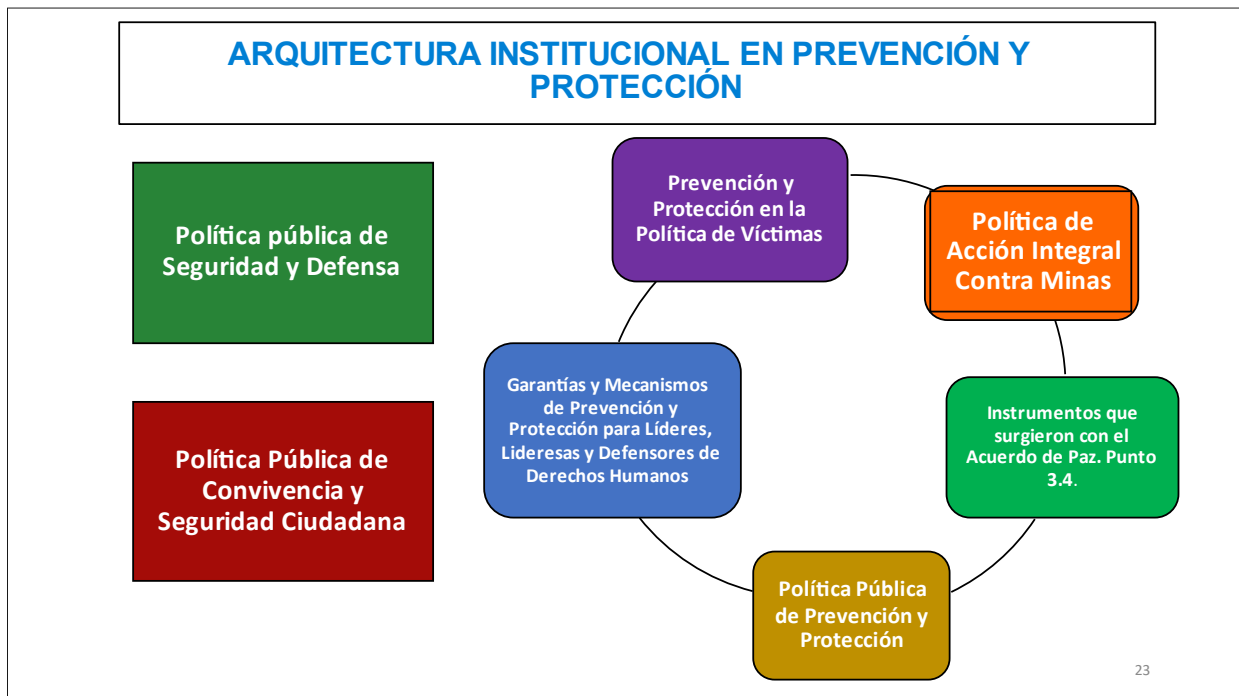 ARQUITECTURA INSTITUCIONAL EN PREVENCIÓN Y
PROTECCIÓN
Política pública de
Seguridad y Defensa
Política Pública de
Convivencia y
Seguridad Ciudadana
Prevención y
Protección en la
Política de Víctimas
Política de
Acción Integral
Contra Minas
Instrumentos que
surgieron con el
Acuerdo de Paz. Punto
3.4.
Política Pública
de Prevención y
Protección
Garantías y Mecanismos
de Prevención y
Protección para Líderes,
Lideresas y Defensores de
Derechos Humanos
23